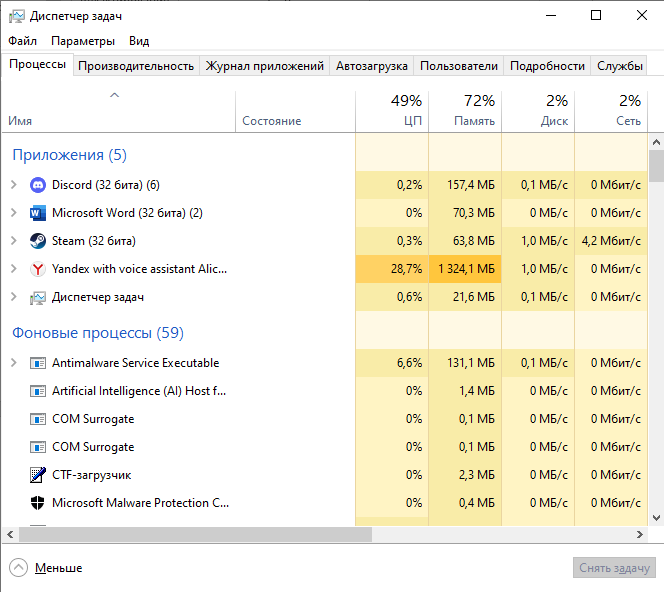 Диспетчер задач
Файл Параметры Вид
Процессы Производительность Журнал приложений Автозагрузка Пользователи Подробности Службы
49% 72% 2% 2%
Имя Состояние ЦП Память Диск Сеть
Приложения (5)
Discord (32 бита) (6) 0,2% 157,4 МБ 0,1 МБ/с 0 Мбит/с
Microsoft Word (32 бита) (2) 0% 70,3 МБ 0 МБ/с 0 Мбит/с
Steam (32 бита) 0,3% 63,8 МБ 1,0 МБ/с 4,2 Мбит/с
Yandex with voice assistant Alic... 28,7% 1 324,1 МБ 1,0 МБ/с 0 Мбит/с
Диспетчер задач 0,6% 21,6 МБ 0,1 МБ/с 0 Мбит/с
Фоновые процессы (59)
Antimalware Service Executable 6,6% 131,1 МБ 0,1 МБ/с 0 Мбит/с
Artificial Intelligence (AI) Host f... 0% 1,4 МБ 0 МБ/с 0 Мбит/с
COM Surrogate 0% 0,1 МБ 0 МБ/с 0 Мбит/с
COM Surrogate 0% 0,1 МБ 0 МБ/с 0 Мбит/с
CTF-загрузчик 0% 2,3 МБ 0 МБ/с 0 Мбит/с
Microsoft Malware Protection C... 0% 0,4 МБ 0 МБ/с 0 Мбит/с
Меньше Снять задачу